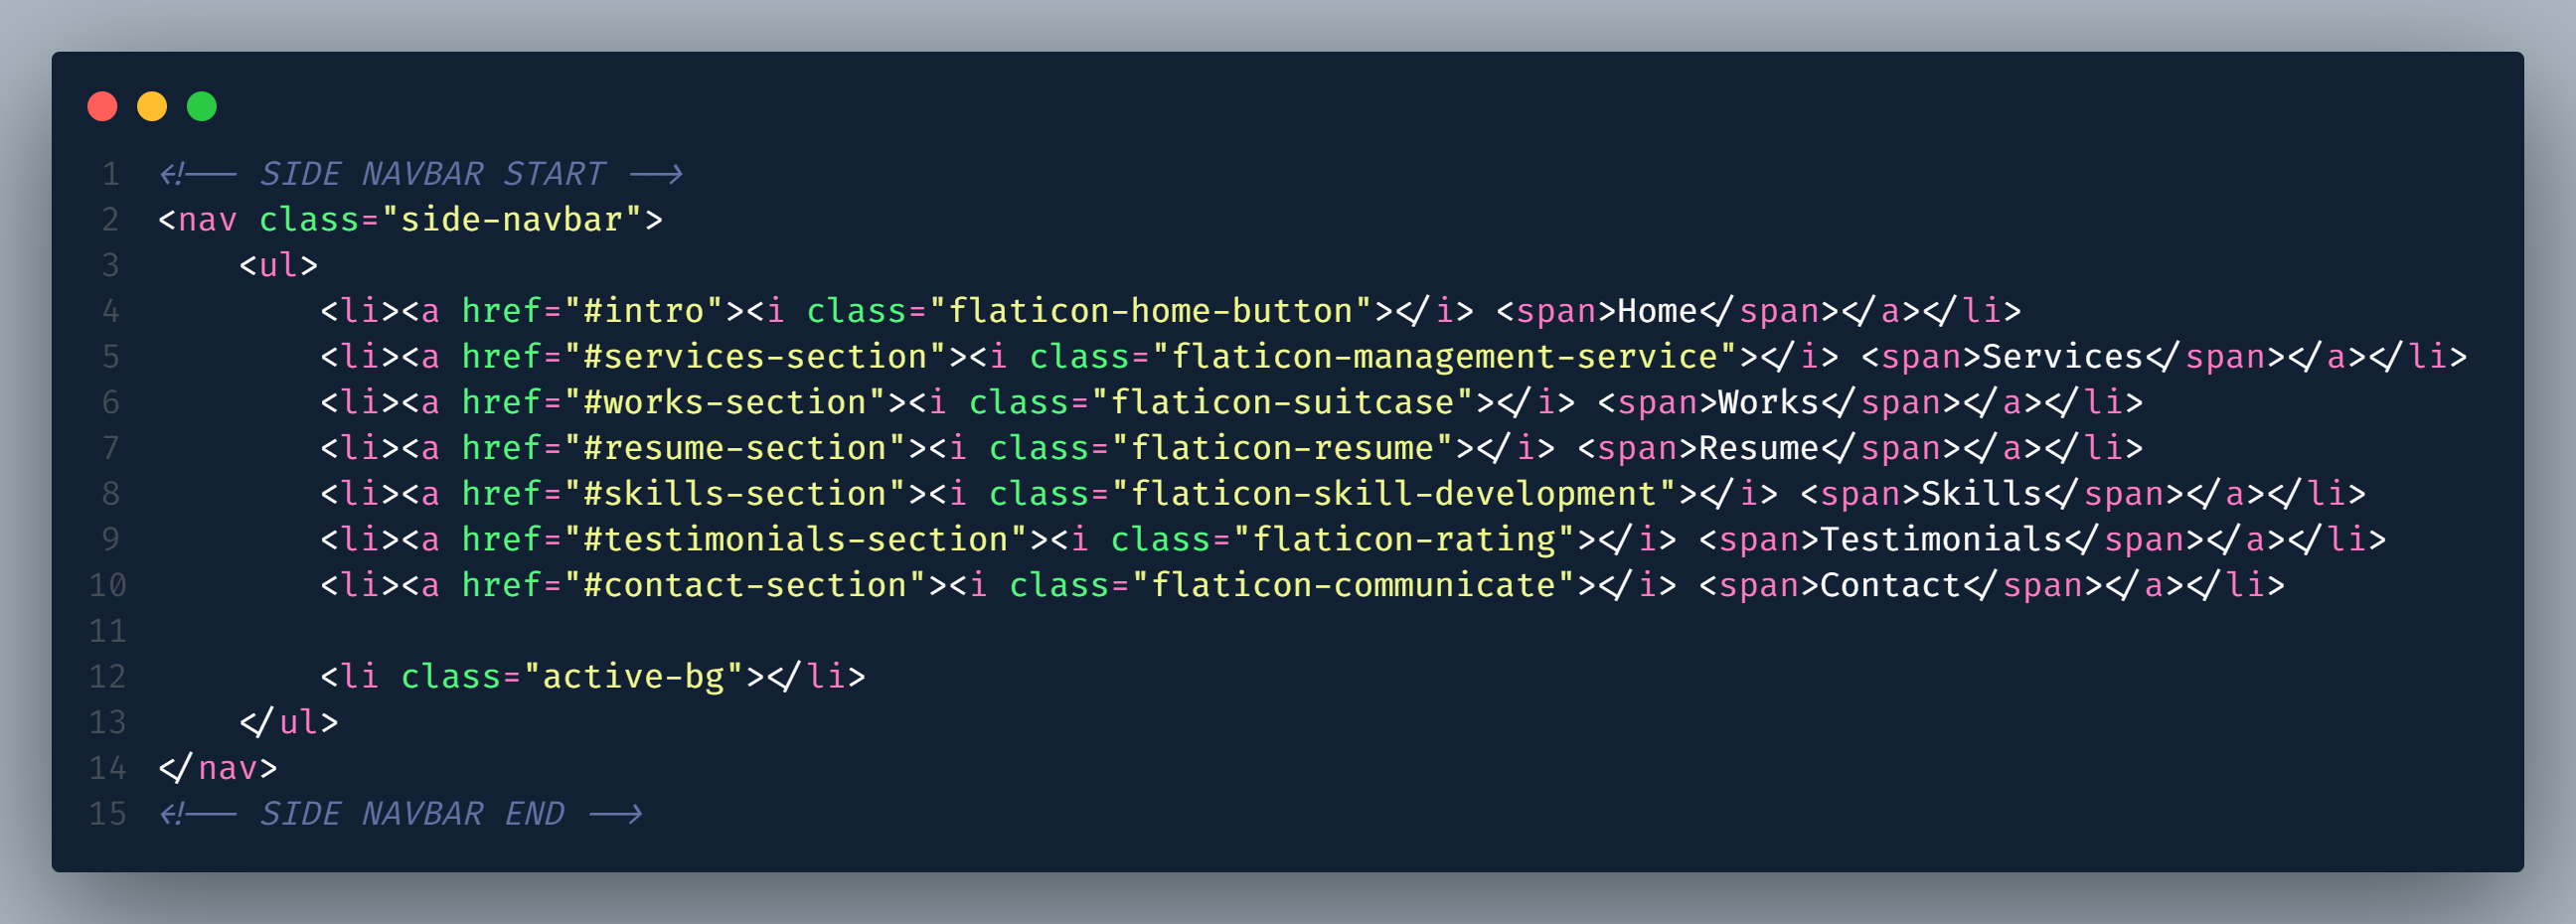 1 <!-- SIDE NAVBAR START -->
2 <nav class="side-navbar">
3     <ul>
4         <li><a href="#intro"><i class="flaticon-home-button"></i> <span>Home</span></a></li>
5         <li><a href="#services-section"><i class="flaticon-management-service"></i> <span>Services</span></a></li>
6         <li><a href="#works-section"><i class="flaticon-suitcase"></i> <span>Works</span></a></li>
7         <li><a href="#resume-section"><i class="flaticon-resume"></i> <span>Resume</span></a></li>
8         <li><a href="#skills-section"><i class="flaticon-skill-development"></i> <span>Skills</span></a></li>
9         <li><a href="#testimonials-section"><i class="flaticon-rating"></i> <span>Testimonials</span></a></li>
10         <li><a href="#contact-section"><i class="flaticon-communicate"></i> <span>Contact</span></a></li>
11
12         <li class="active-bg"></li>
13     </ul>
14 </nav>
15 <!-- SIDE NAVBAR END -->